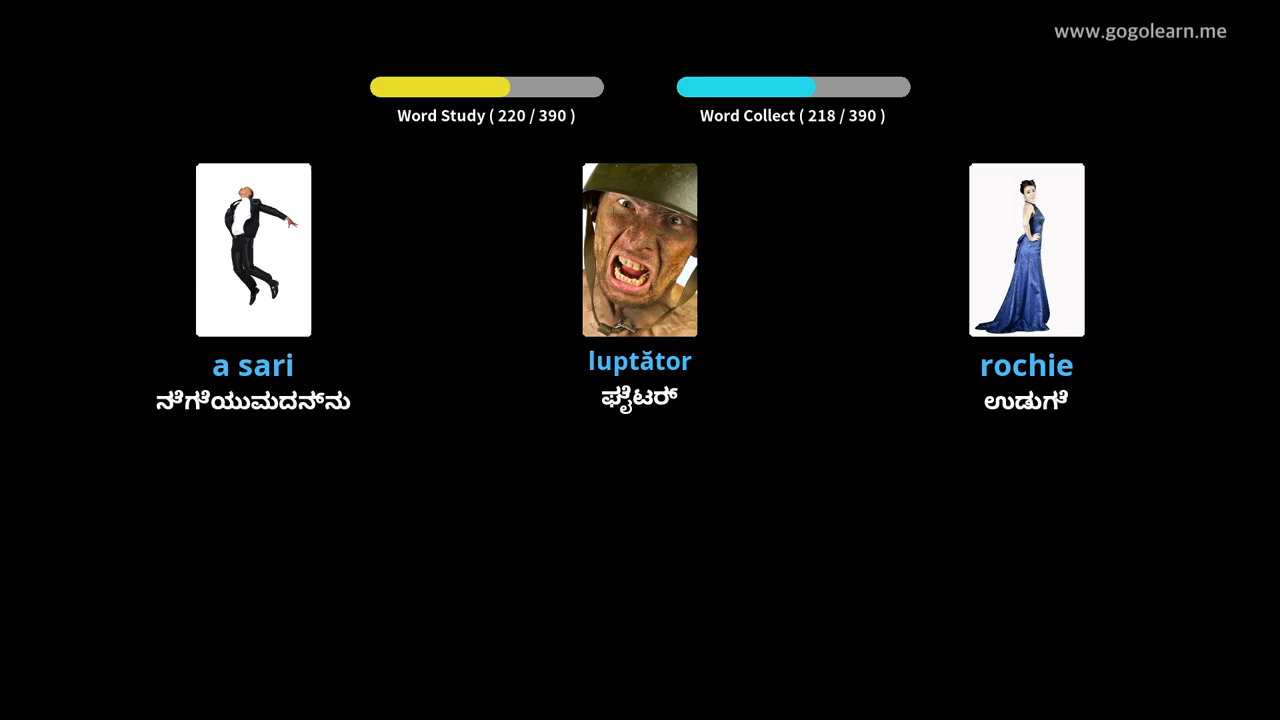 www.gogolearn.me
Word Study ( 220 / 390 )
Word Collect ( 218 / 390 )
a sari
luptător
rochie
ನೆಗೆಯುಮದನ್ನು
ಫೈಟರ್
ಉಡುಗೆ